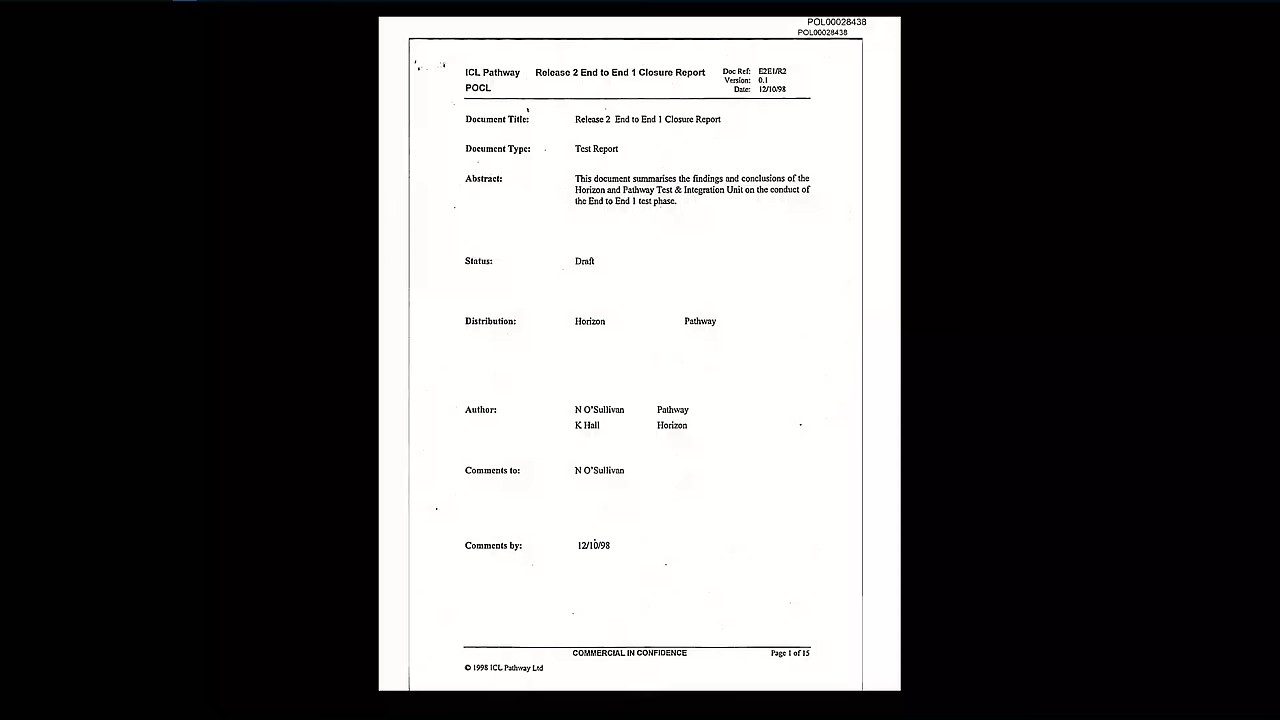 POL00028438
POL00028438
ICL Pathway Release 2 End to End 1 Closure Report Doc Ref: E2E1/R2
Version: 0.1
POCL Date: 12/10/98
Document Title: Release 2 End to End 1 Closure Report
Document Type: Test Report
Abstract: This document summarises the findings and conclusions of the
Horizon and Pathway Test & Integration Unit on the conduct of
the End to End 1 test phase.
Status: Draft
Distribution: Horizon Pathway
Author: N O'Sullivan Pathway
K Hall Horizon
Comments to: N O'Sullivan
Comments by: 12/10/98
COMMERCIAL IN CONFIDENCE Page 1 of 15
© 1998 ICL Pathway Ltd